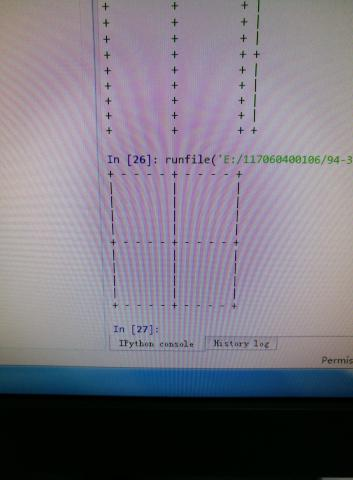 + + +
+ + +|
+ + +|
+ + ++
+ + +|
+ + +|
+ + +|
+ + +|
+ + ++
In [26]: runfile('E:/117060400106/94-3
+ - - - - + - - - - +
| | |
| | |
| | |
| | |
+ - - - - + - - - - +
| | |
| | |
| | |
| | |
+ - - - - + - - - - +
In [27]:
IPython console History log
Permis